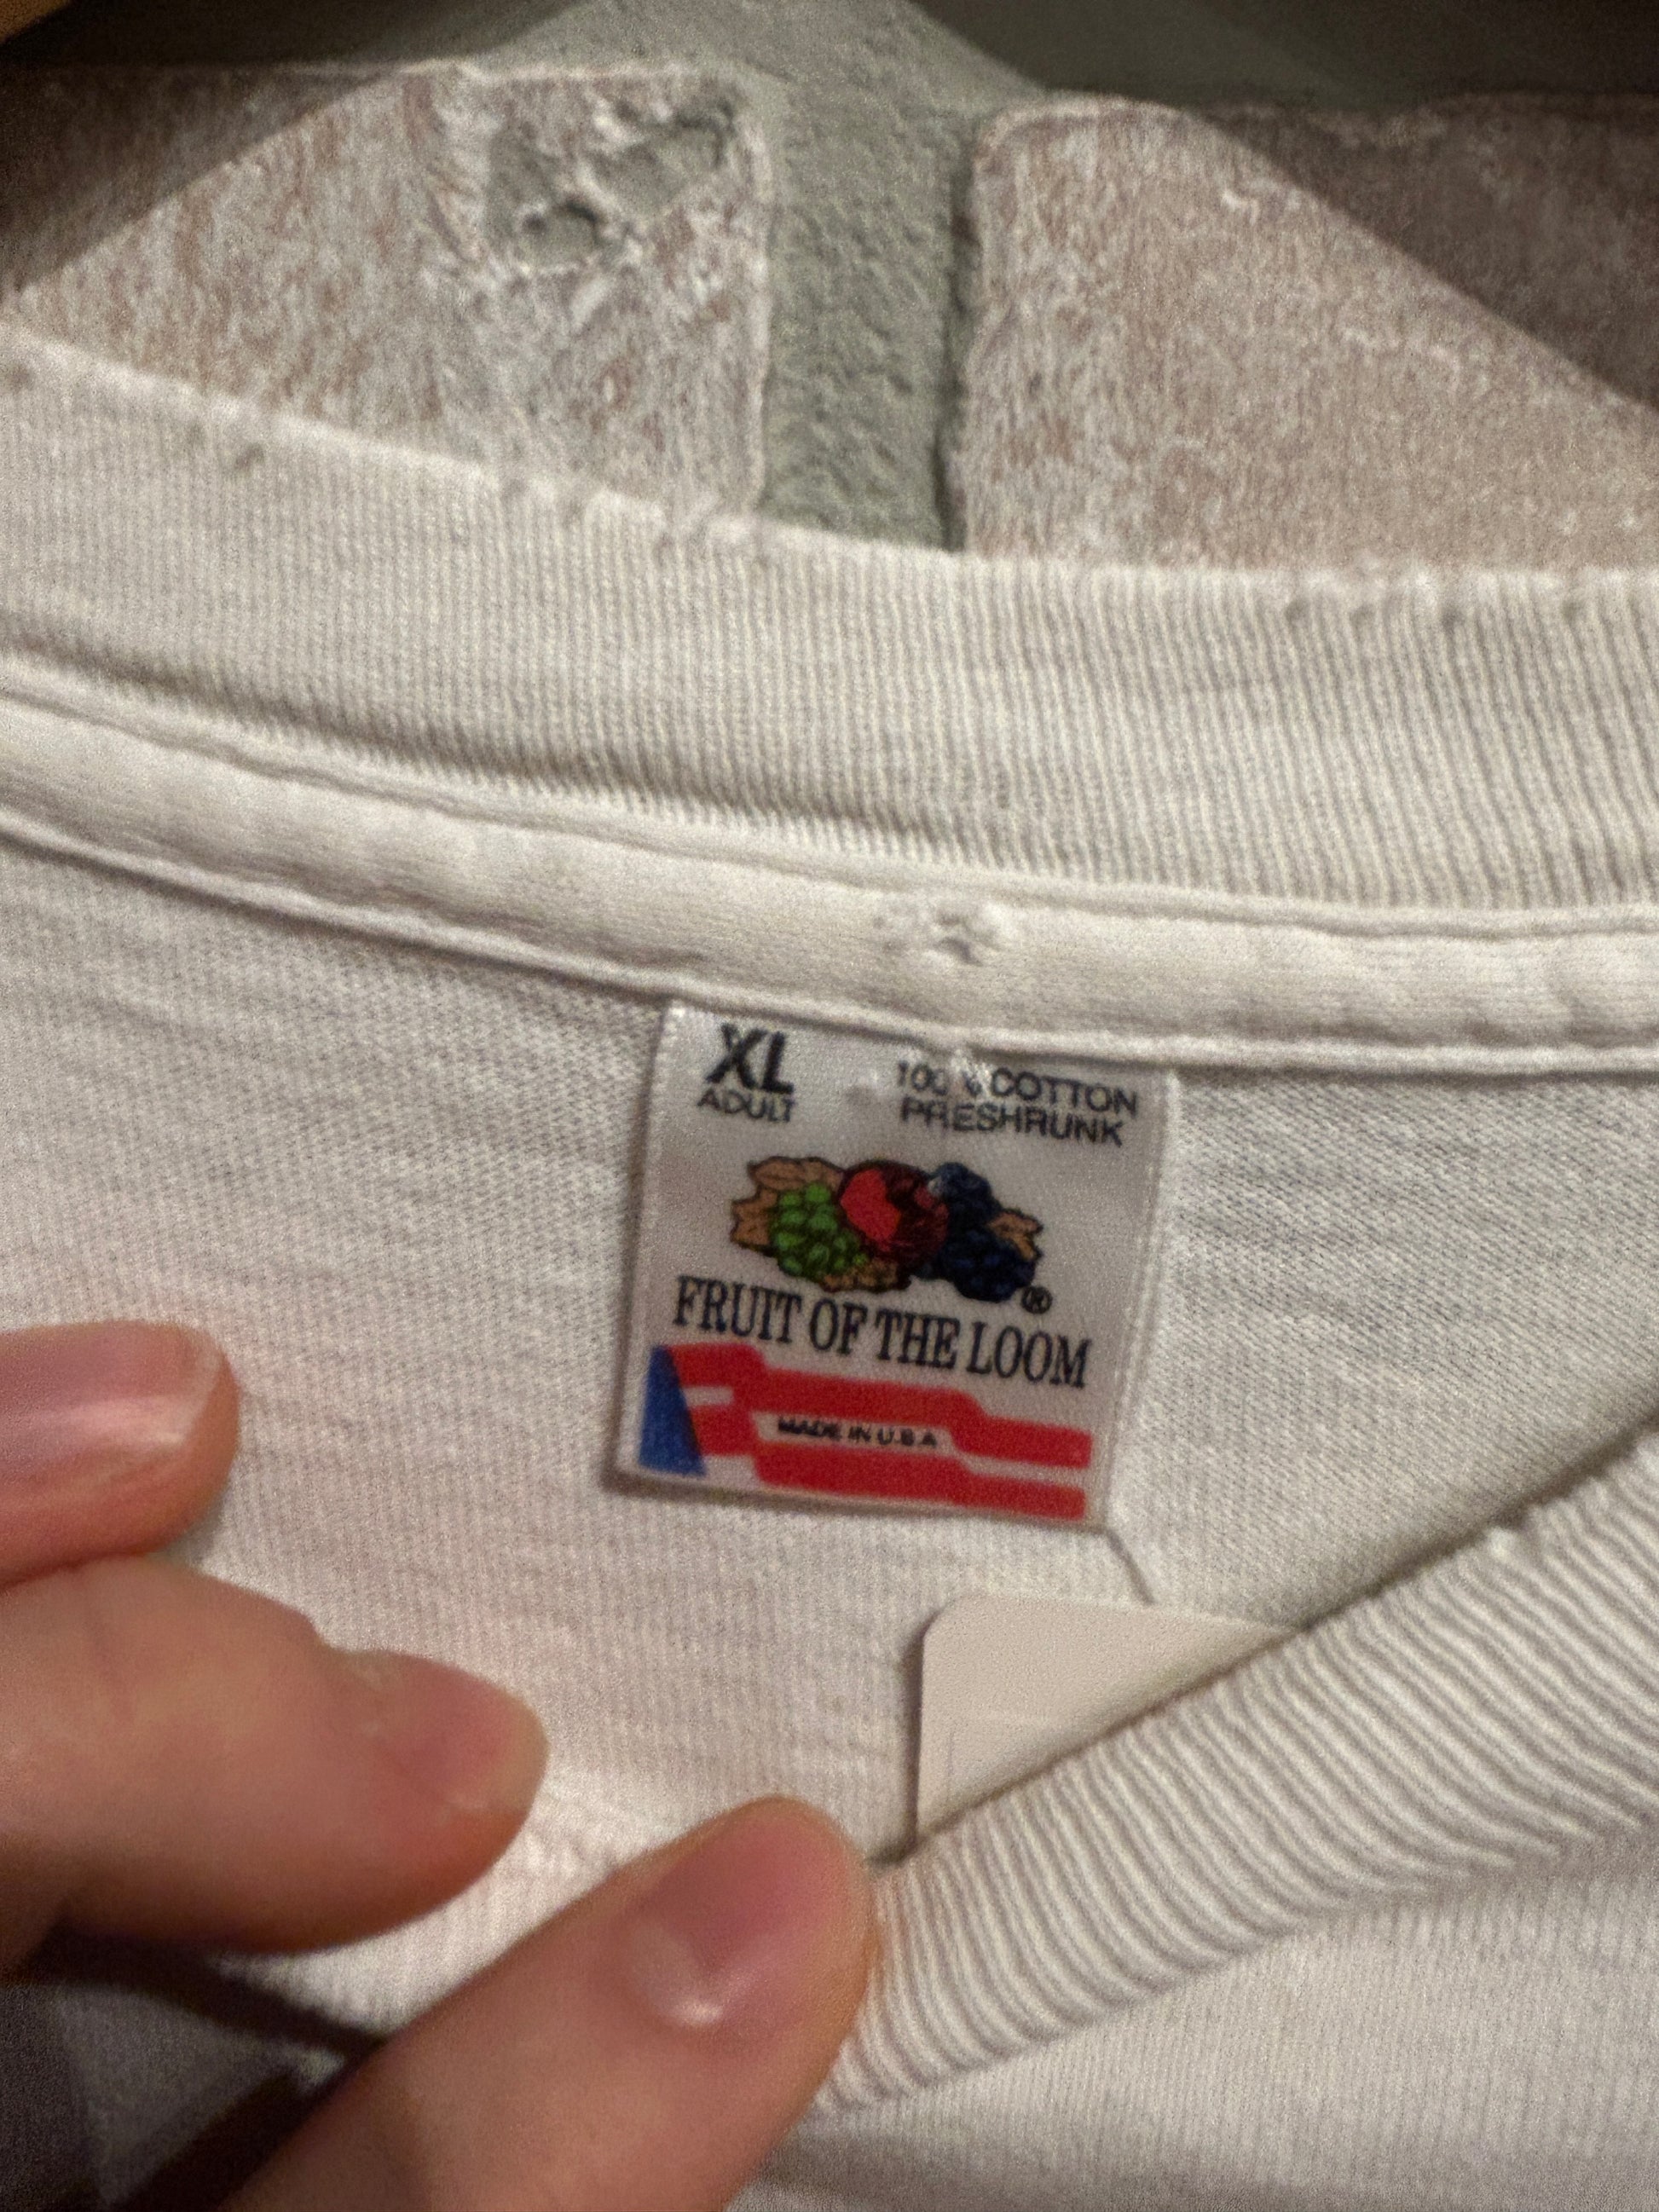 XL
ADULT
100% COTTON
PRESHRUNK
FRUIT OF THE LOOM®
MADE IN U.S.A